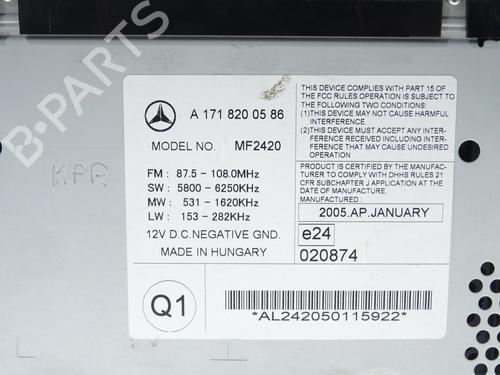 A 171 820 05 86
MODEL NO. MF2420
FM : 87.5 - 108.0MHz
SW : 5800 - 6250KHz
MW : 531 - 1620KHz
LW : 153 - 282KHz
12V D.C.NEGATIVE GND.
MADE IN HUNGARY
THIS DEVICE COMPLIES WITH PART 15 OF
THE FCC RULES. OPERATION IS SUBJECT TO
THE FOLLOWING TWO CONDITIONS:
(1)THIS DEVICE MAY NOT CAUSE HARMFUL
INTERFERENCE
(2)THIS DEVICE MUST ACCEPT ANY INTER-
FERENCE RECEIVED INCLUDING INTER-
FERENCE THAT MAY CAUSE UNDESIRED
OPERATION.
PRODUCT IS CERTIFIED BY THE MANUFAC-
TURER TO COMPLY WITH DHHS RULES 21
CFR SUBCHAPTER J APPLICABLE AT DATE OF
MANUFACTURE.
MANUFACTURED :
2005.AP.JANUARY
e24
020874
Q1
*AL242050115922*
KPG
B-PARTS